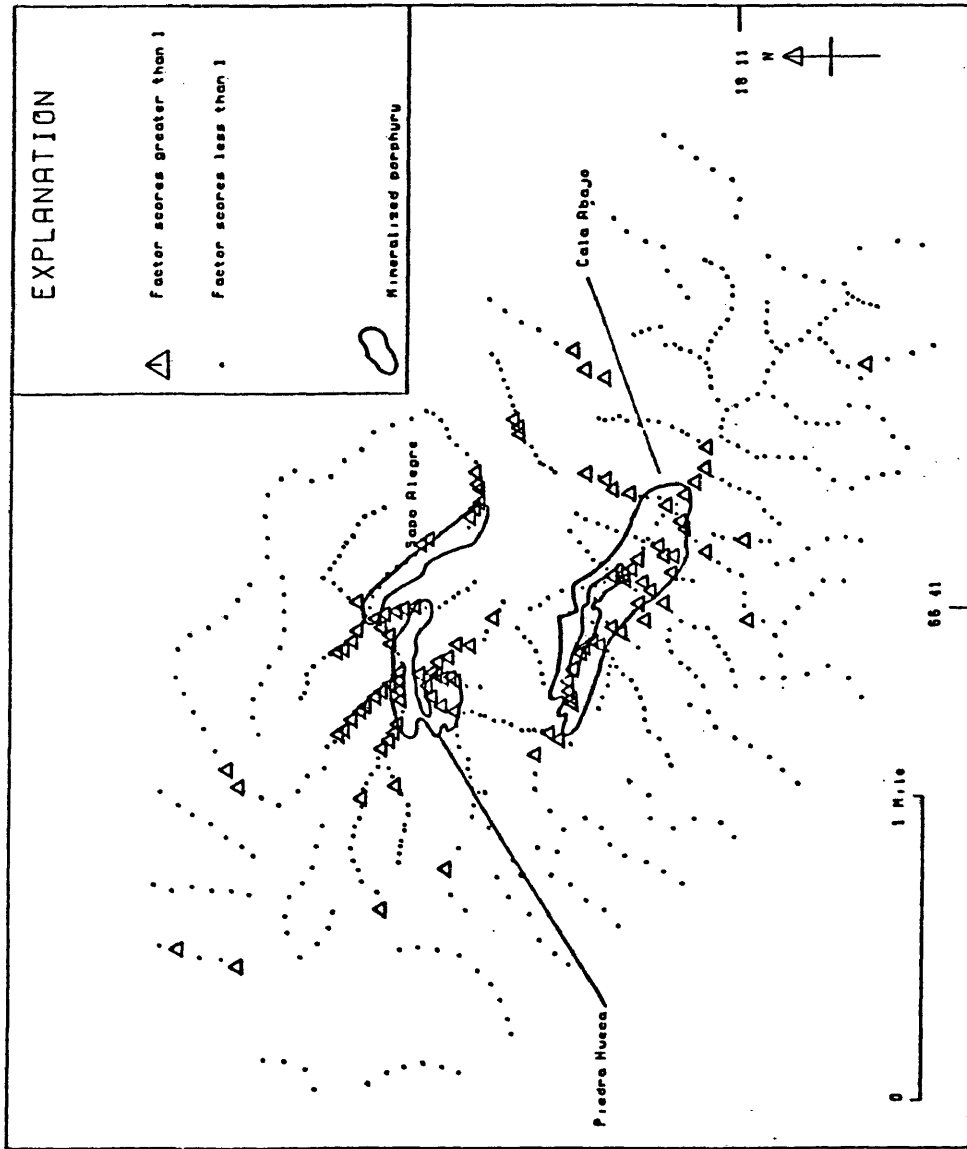 EXPLANATION
Factor scores greater than 1
Factor scores less than 1
Mineralized porphyry
Sapo Alegre
Cala Abajo
Piedra Hueca
18 11
N
66 41
0
1 Mile